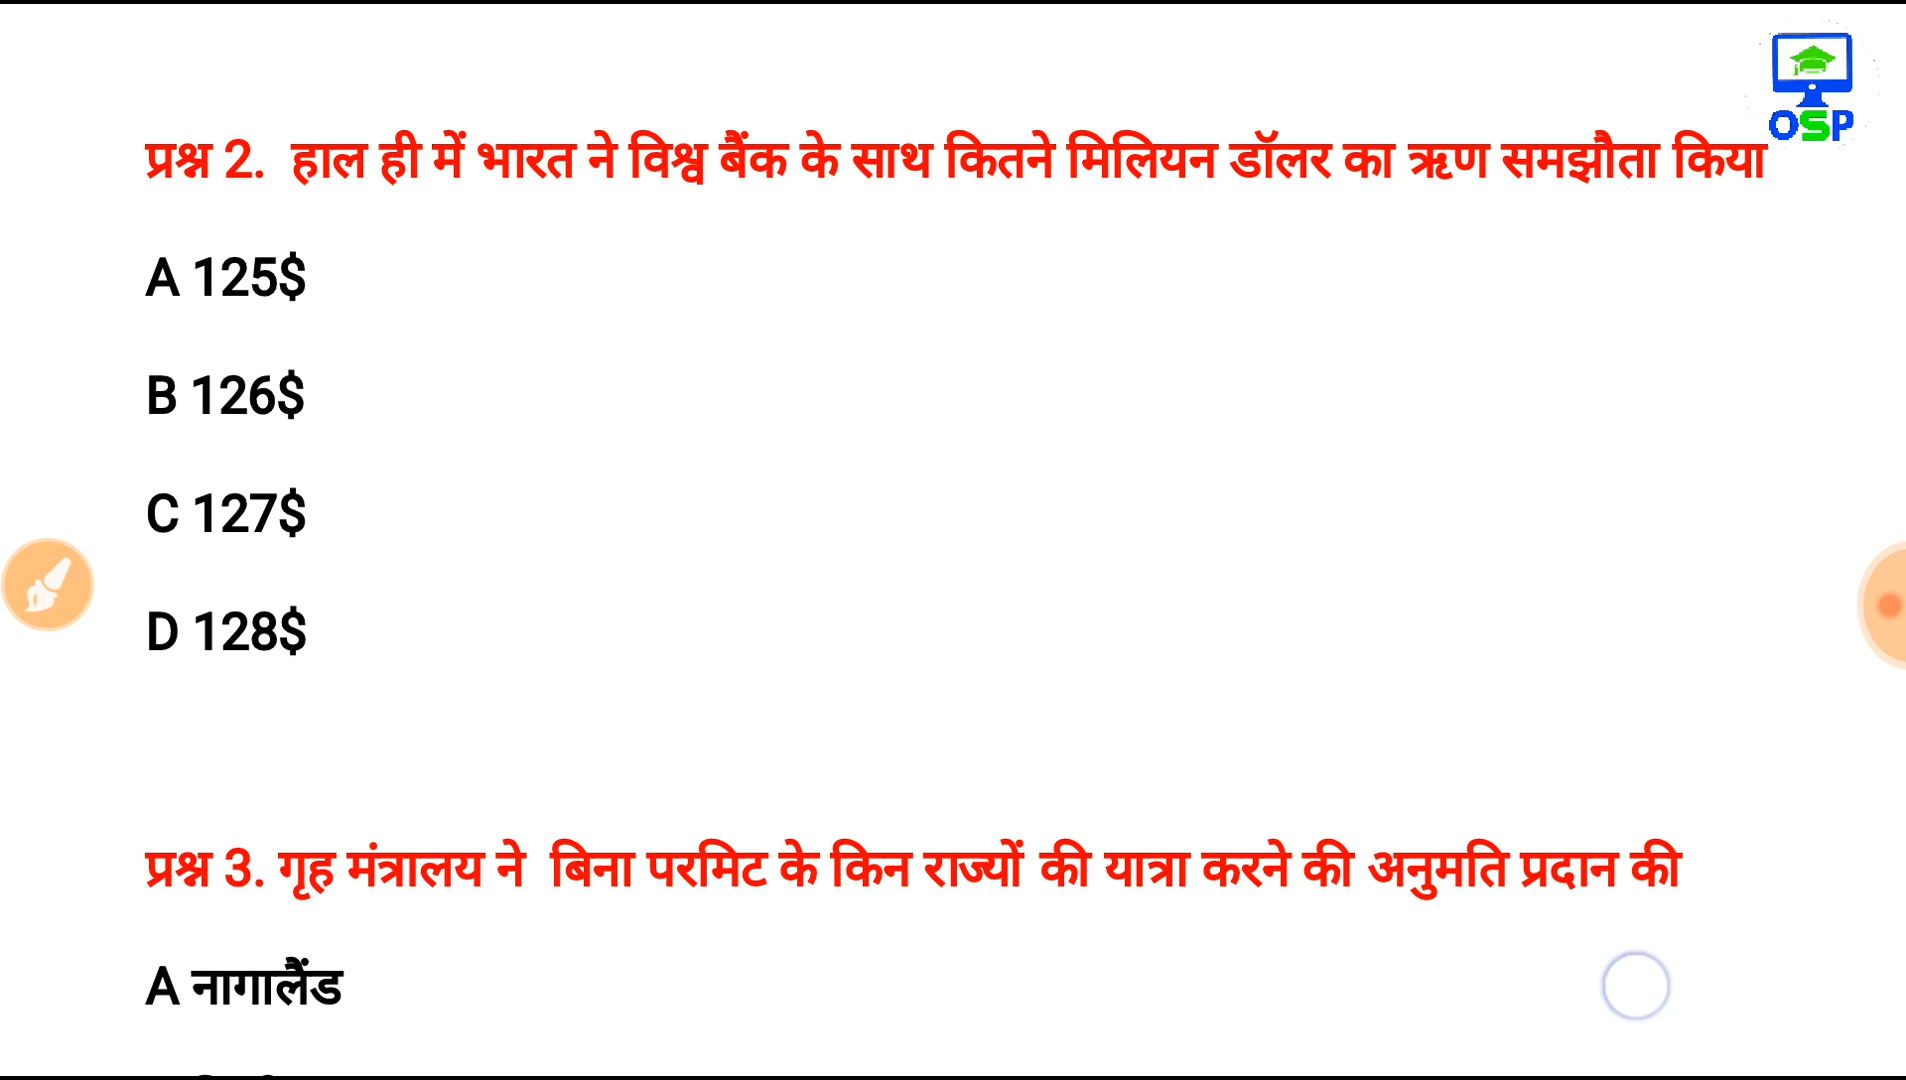 OSP
प्रश्न 2. हाल ही में भारत ने विश्व बैंक के साथ कितने मिलियन डॉलर का ऋण समझौता किया
A 125$
B 126$
C 127$
D 128$
प्रश्न 3. गृह मंत्रालय ने बिना परमिट के किन राज्यों की यात्रा करने की अनुमति प्रदान की
A नागालैंड